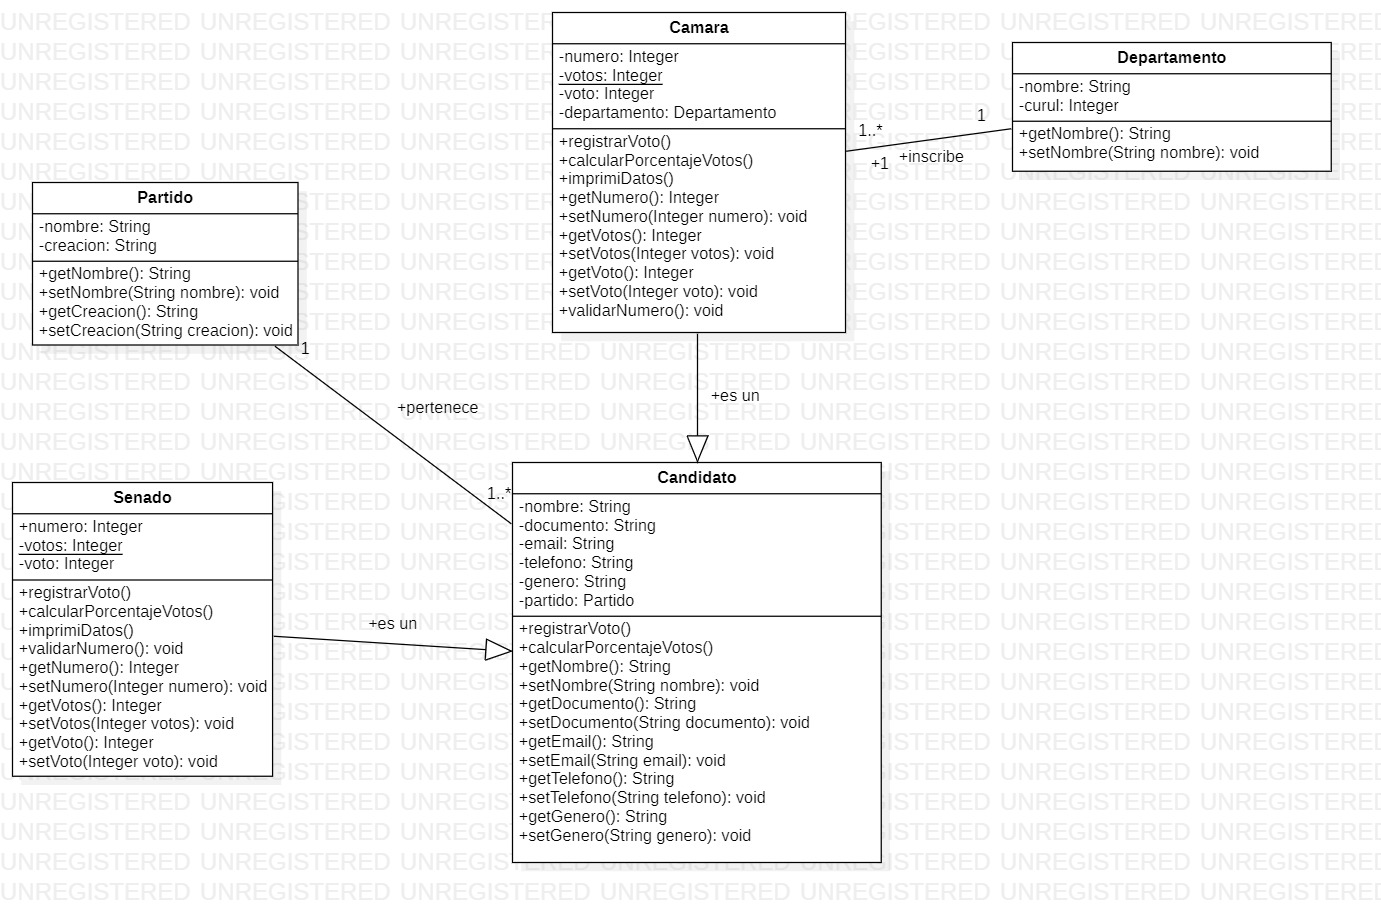 Camara
-numero: Integer
-votos: Integer
-voto: Integer
-departamento: Departamento
+registrarVoto()
+calcularPorcentajeVotos()
+imprimiDatos()
+getNumero(): Integer
+setNumero(Integer numero): void
+getVotos(): Integer
+setVotos(Integer votos): void
+getVoto(): Integer
+setVoto(Integer voto): void
+validarNumero(): void
Departamento
-nombre: String
-curul: Integer
+getNombre(): String
+setNombre(String nombre): void
1
1..*
+1
+inscribe
Partido
-nombre: String
-creacion: String
+getNombre(): String
+setNombre(String nombre): void
+getCreacion(): String
+setCreacion(String creacion): void
1
+pertenece
1..*
+es un
Senado
+numero: Integer
-votos: Integer
-voto: Integer
+registrarVoto()
+calcularPorcentajeVotos()
+imprimiDatos()
+validarNumero(): void
+getNumero(): Integer
+setNumero(Integer numero): void
+getVotos(): Integer
+setVotos(Integer votos): void
+getVoto(): Integer
+setVoto(Integer voto): void
+es un
Candidato
-nombre: String
-documento: String
-email: String
-telefono: String
-genero: String
-partido: Partido
+registrarVoto()
+calcularPorcentajeVotos()
+getNombre(): String
+setNombre(String nombre): void
+getDocumento(): String
+setDocumento(String documento): void
+getEmail(): String
+setEmail(String email): void
+getTelefono(): String
+setTelefono(String telefono): void
+getGenero(): String
+setGenero(String genero): void
UNREGISTERED